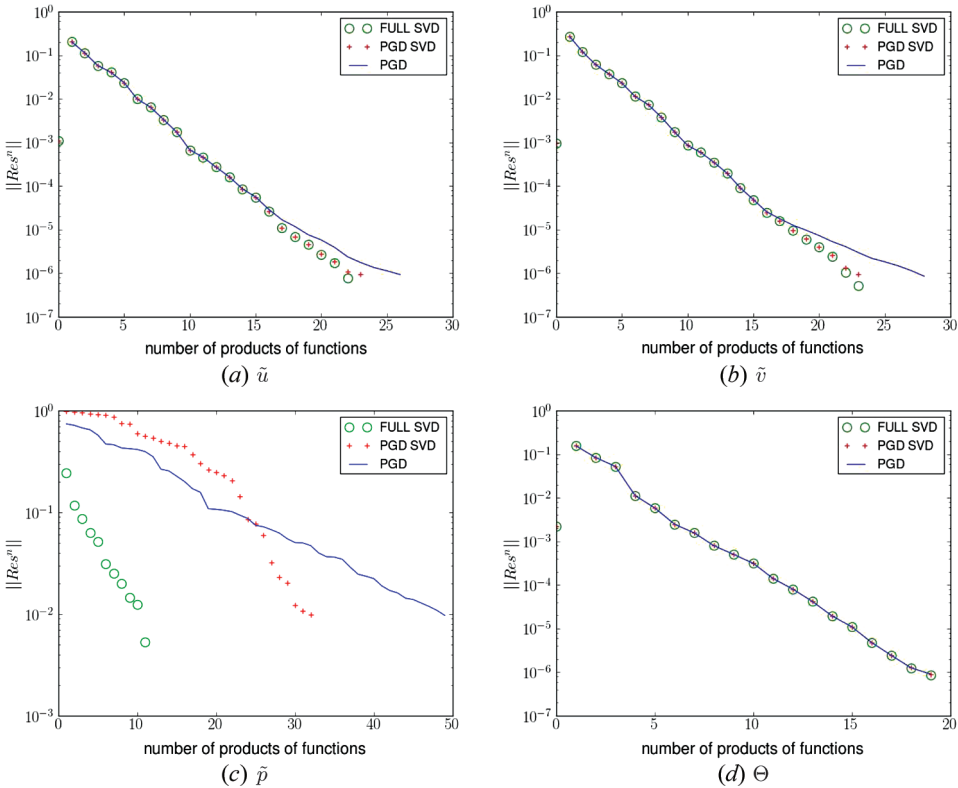 10^0
10^-1
10^-2
10^-3
10^-4
10^-5
10^-6
10^-7
||Res^n||
FULL SVD
PGD SVD
PGD
0 5 10 15 20 25 30
number of products of functions
(a) ũ
10^0
10^-1
10^-2
10^-3
10^-4
10^-5
10^-6
10^-7
||Res^n||
FULL SVD
PGD SVD
PGD
0 5 10 15 20 25 30
number of products of functions
(b) ṽ
10^0
10^-1
10^-2
10^-3
||Res^n||
FULL SVD
PGD SVD
PGD
0 10 20 30 40 50
number of products of functions
(c) p̃
10^0
10^-1
10^-2
10^-3
10^-4
10^-5
10^-6
10^-7
||Res^n||
FULL SVD
PGD SVD
PGD
0 5 10 15 20
number of products of functions
(d) Θ